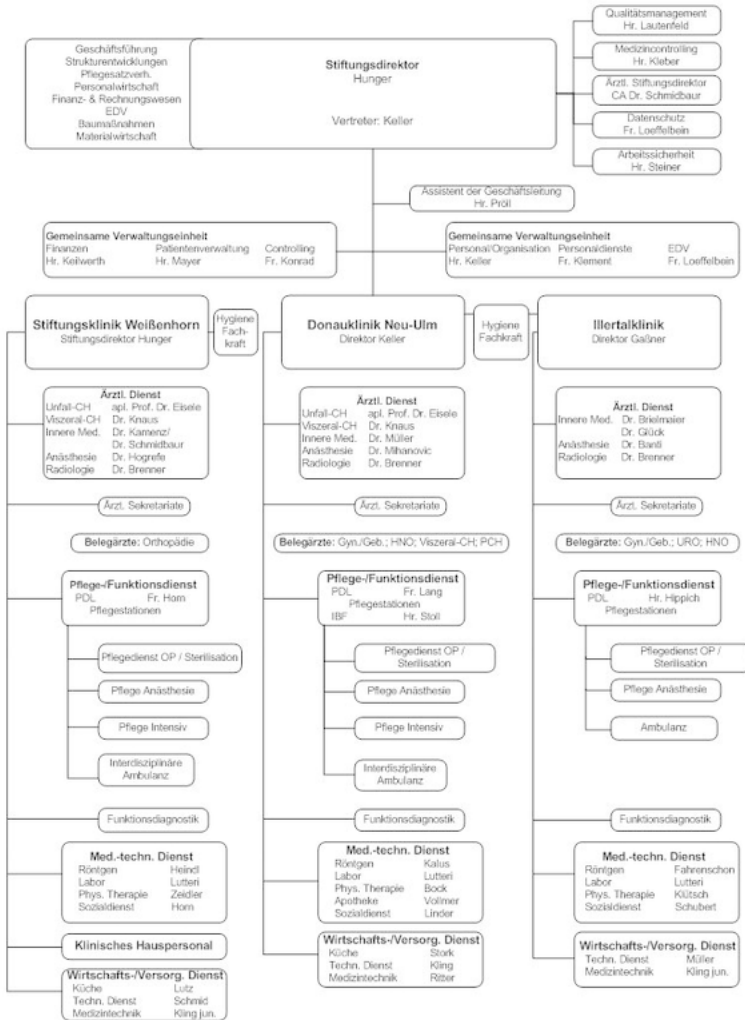 Geschäftsführung
Strukturentwicklungen
Pflegesatzverh.
Personalwirtschaft
Finanz- & Rechnungswesen
EDV
Baumaßnahmen
Materialwirtschaft
Stiftungsdirektor
Hunger
Vertreter: Keller
Qualitätsmanagement
Hr. Lautenfeld
Medizincontrolling
Hr. Kleber
Ärztl. Stiftungsdirektor
CA Dr. Schmidbaur
Datenschutz
Fr. Loeffelbein
Arbeitssicherheit
Hr. Steiner
Assistent der Geschäftsleitung
Hr. Pröll
Gemeinsame Verwaltungseinheit
Finanzen Patientenverwaltung Controlling
Hr. Keilwerth Hr. Mayer Fr. Konrad
Gemeinsame Verwaltungseinheit
Personal/Organisation Personaldienste EDV
Hr. Keller Fr. Klement Fr. Loeffelbein
Stiftungsklinik Weißenhorn
Stiftungsdirektor Hunger
Hygiene
Fach-
kraft
Ärztl. Dienst
Unfall-CH apl. Prof. Dr. Eisele
Viszeral-CH Dr. Knaus
Innere Med. Dr. Kamenz/
Dr. Schmidbaur
Anästhesie Dr. Hogrefe
Radiologie Dr. Brenner
Ärztl. Sekretariate
Belegärzte: Orthopädie
Pflege-/Funktionsdienst
PDL Fr. Horn
Pflegestationen
Pflegedienst OP / Sterilisation
Pflege Anästhesie
Pflege Intensiv
Interdisziplinäre
Ambulanz
Funktionsdiagnostik
Med.-techn. Dienst
Röntgen Heindl
Labor Lutteri
Phys. Therapie Zeidler
Sozialdienst Horn
Klinisches Hauspersonal
Wirtschafts-/Versorg. Dienst
Küche Lutz
Techn. Dienst Schmid
Medizintechnik Kling jun.
Donauklinik Neu-Ulm
Direktor Keller
Hygiene
Fachkraft
Ärztl. Dienst
Unfall-CH apl. Prof. Dr. Eisele
Viszeral-CH Dr. Knaus
Innere Med. Dr. Müller
Anästhesie Dr. Mihanovic
Radiologie Dr. Brenner
Ärztl. Sekretariate
Belegärzte: Gyn./Geb.; HNO; Viszeral-CH; PCH
Pflege-/Funktionsdienst
PDL Fr. Lang
Pflegestationen
IBF Hr. Stoll
Pflegedienst OP /
Sterilisation
Pflege Anästhesie
Pflege Intensiv
Interdisziplinäre
Ambulanz
Funktionsdiagnostik
Med.-techn. Dienst
Röntgen Kalus
Labor Lutteri
Phys. Therapie Bock
Apotheke Vollmer
Sozialdienst Linder
Wirtschafts-/Versorg. Dienst
Küche Stork
Techn. Dienst Kling
Medizintechnik Ritter
Illertalklinik
Direktor Gaßner
Ärztl. Dienst
Innere Med. Dr. Brielmaier
Dr. Glück
Anästhesie Dr. Banti
Radiologie Dr. Brenner
Ärztl. Sekretariate
Belegärzte: Gyn./Geb.; URO; HNO
Pflege-/Funktionsdienst
PDL Hr. Hippich
Pflegestationen
Pflegedienst OP /
Sterilisation
Pflege Anästhesie
Ambulanz
Funktionsdiagnostik
Med.-techn. Dienst
Röntgen Fahrenschon
Labor Lutteri
Phys. Therapie Klütsch
Sozialdienst Schubert
Wirtschafts-/Versorg. Dienst
Techn. Dienst Müller
Medizintechnik Kling jun.